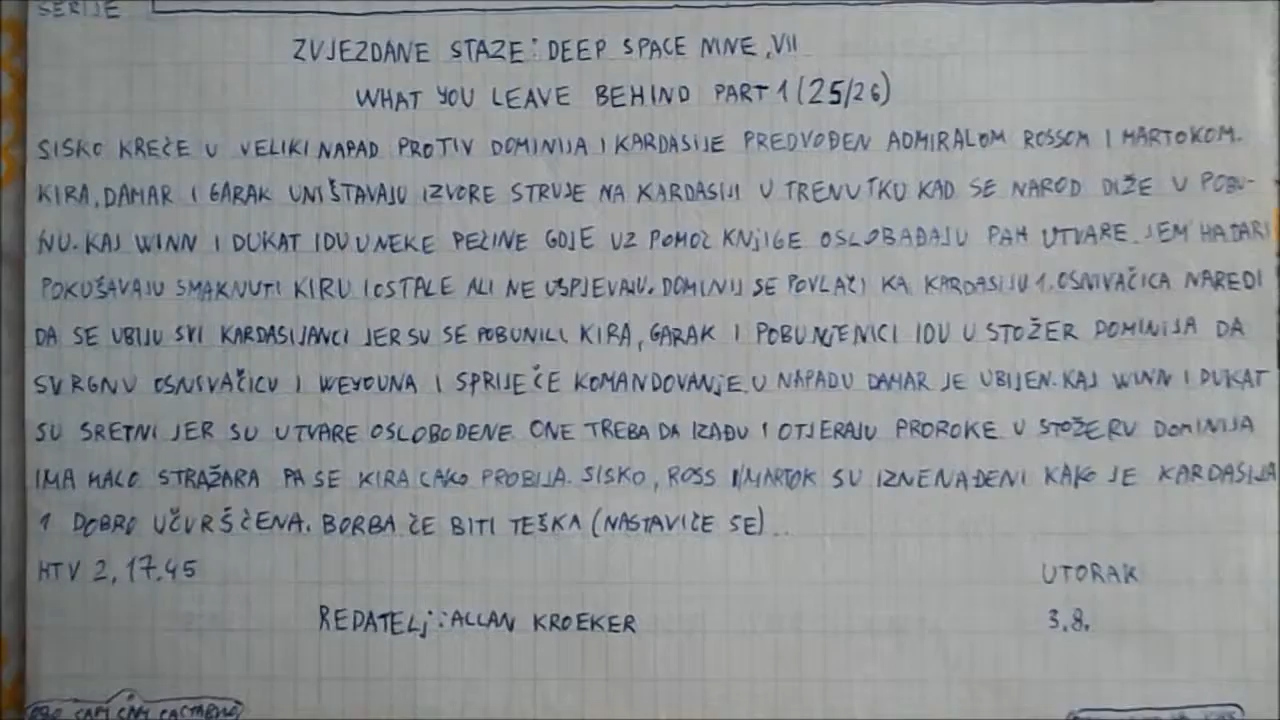 SERIJE
ZVJEZDANE STAZE: DEEP SPACE NINE, VII
WHAT YOU LEAVE BEHIND PART 1 (25/26)
SISKO KREĆE U VELIKI NAPAD PROTIV DOMINIJA I KARDASIJE PREDVOĐEN ADMIRALOM ROSSOM I MARTOKOM.
KIRA, DAMAR I GARAK UNIŠTAVAJU IZVORE STRUJE NA KARDASIJI U TRENUTKU KAD SE NAROD DIŽE U POBU-
NU. KAJ WINN I DUKAT IDU U NEKE PEĆINE GDJE UZ POMOĆ KNJIGE OSLOBAĐAJU PAH UTVARE. JEM HADARI
POKUŠAVAJU SMAKNUTI KIRU I OSTALE ALI NE USPJEVAJU. DOMINIJ SE POVLAČI KA KARDASIJU 1. OSNIVAČICA NAREDI
DA SE UBIJU SVI KARDASIJANCI JER SU SE POBUNILI. KIRA, GARAK I POBUNJENICI IDU U STOŽER DOMINIJA DA
SVRGNU OSNIVAČICU I WEYOUNA I SPRIJEČE KOMANDOVANJE. U NAPADU DAMAR JE UBIJEN. KAJ WINN I DUKAT
SU SRETNI JER SU UTVARE OSLOBOĐENE. ONE TREBA DA IZAĐU I OTJERAJU PROROKE. U STOŽERU DOMINIJA
IMA MALO STRAŽARA PA SE KIRA LAKO PROBIJA. SISKO, ROSS I MARTOK SU IZNENAĐENI KAKO JE KARDASIJA
1 DOBRO UČVRŠĆENA. BORBA ĆE BITI TEŠKA (NASTAVIĆE SE)...
HTV 2, 17.45 UTORAK
REDATELJ: ALLAN KROEKER 3.8.